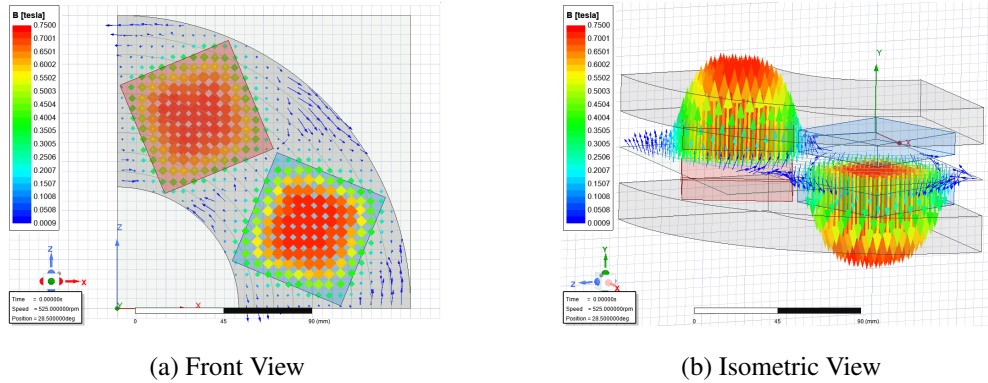 B [tesla]
0.7500
0.7001
0.6501
0.6002
0.5502
0.5003
0.4504
0.4004
0.3505
0.3005
0.2506
0.2007
0.1507
0.1008
0.0508
0.0009
Z
X
Y
Z
X
Time = 0.00000s
Speed = 525.000000rpm
Position = 28.500000deg
0
45
90 (mm)
(a) Front View
B [tesla]
0.7500
0.7001
0.6501
0.6002
0.5502
0.5003
0.4504
0.4004
0.3505
0.3005
0.2506
0.2007
0.1507
0.1008
0.0508
0.0009
Y
X
Y
Z
X
Time = 0.00000s
Speed = 525.000000rpm
Position = 28.500000deg
0
45
90 (mm)
(b) Isometric View